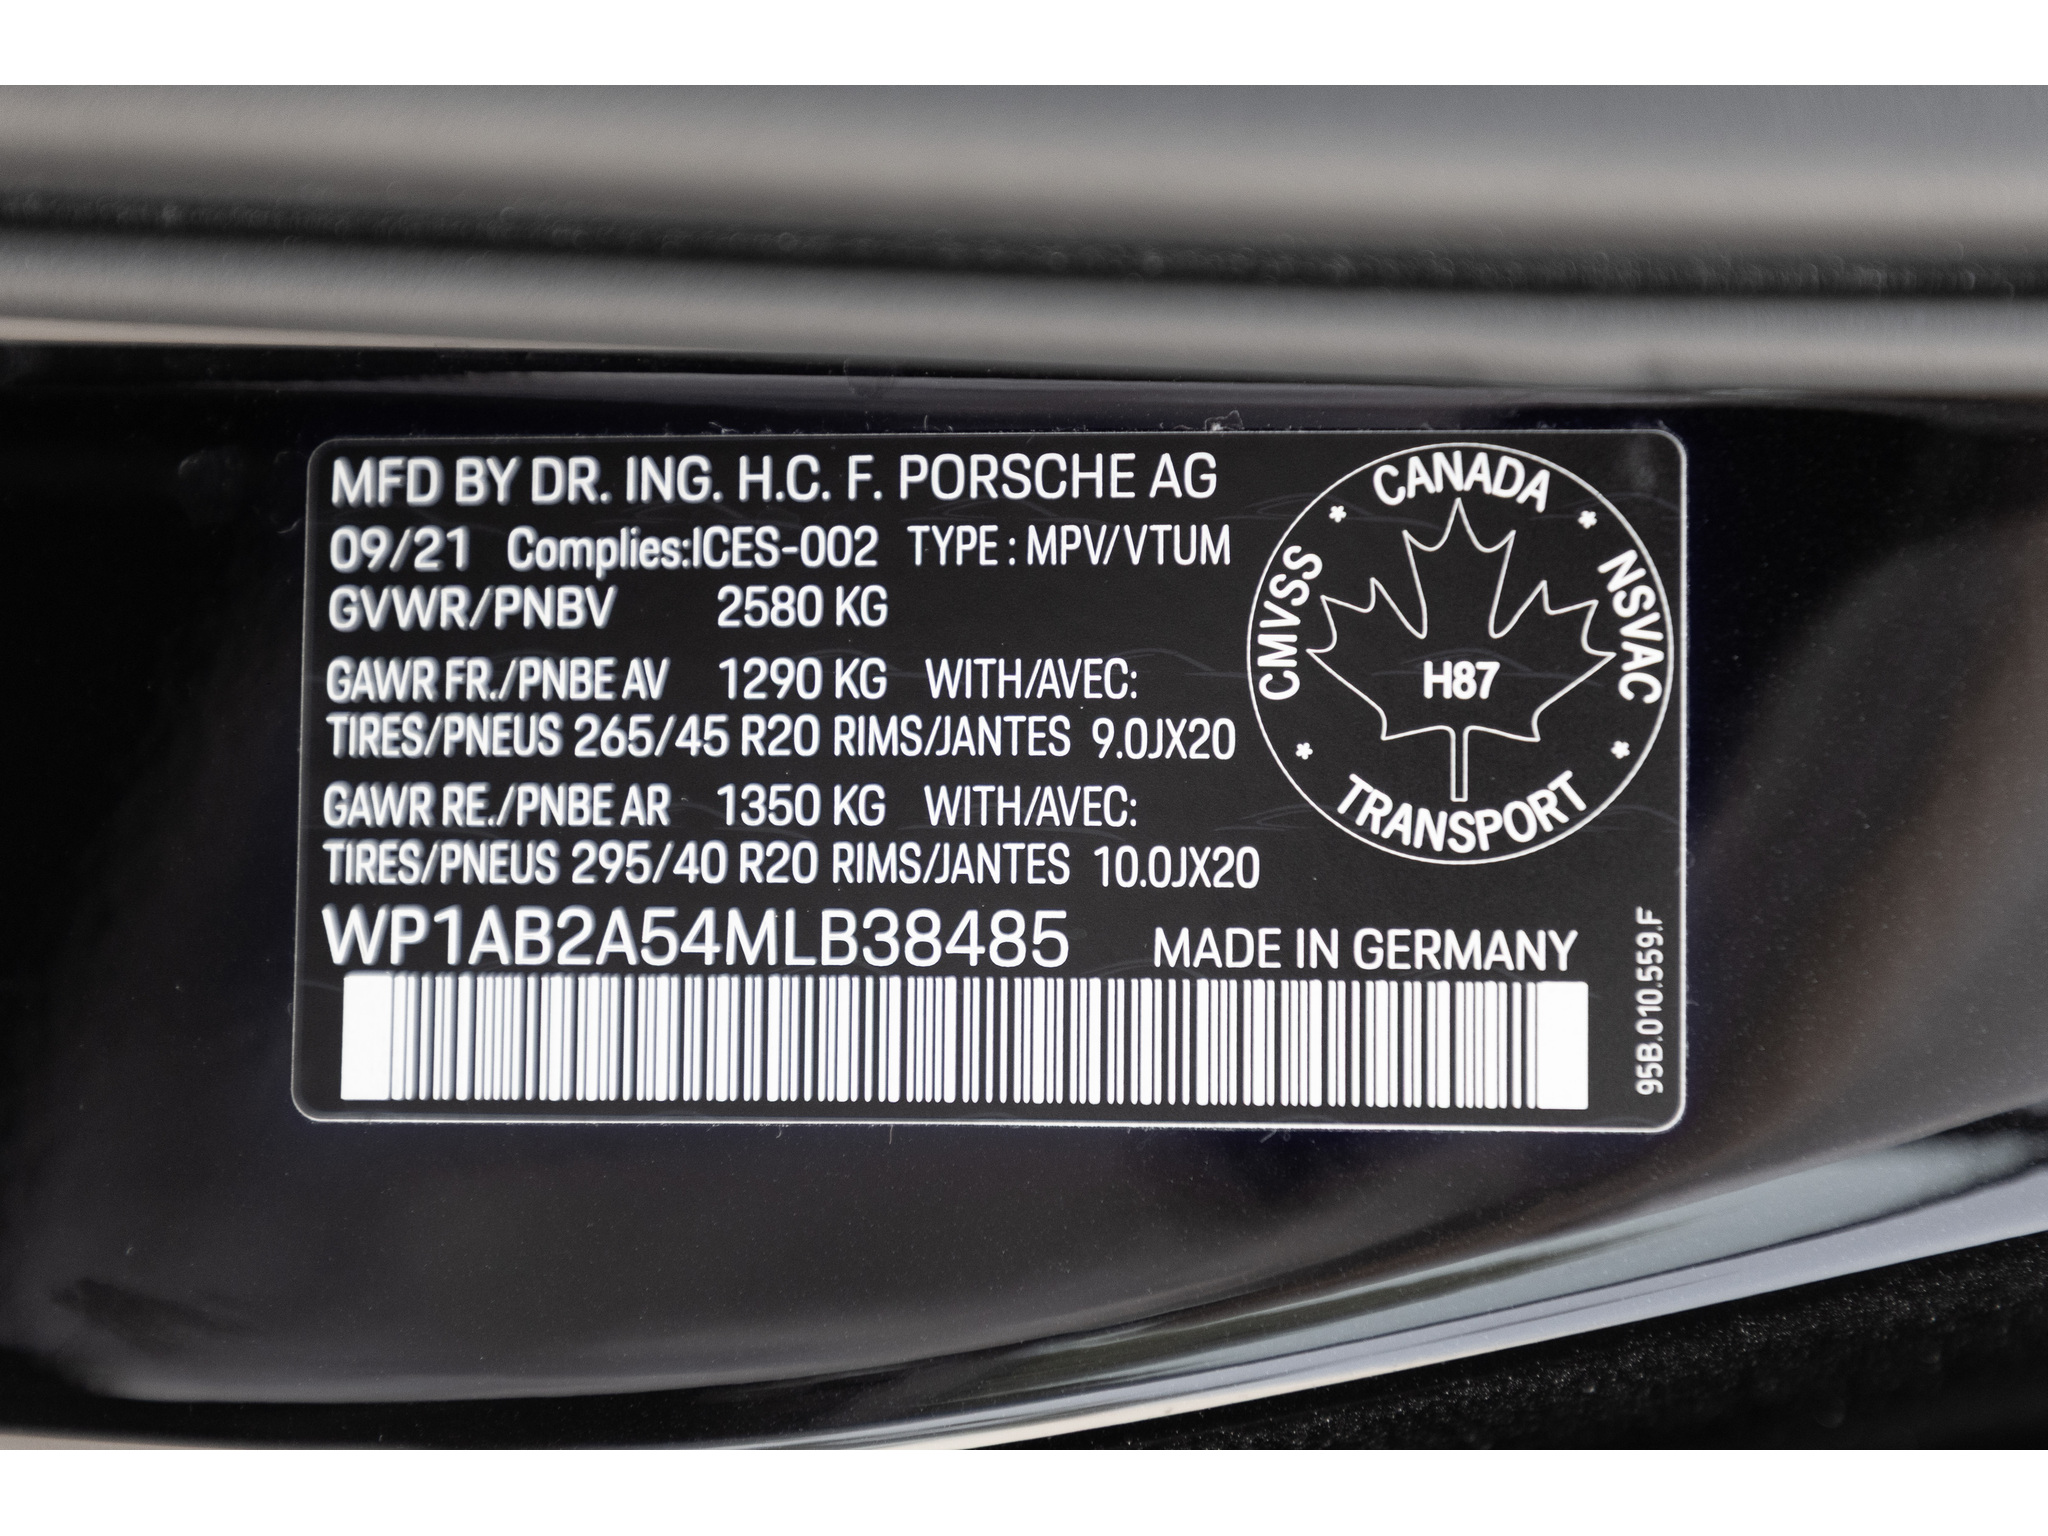 MFD BY DR. ING. H.C. F. PORSCHE AG
09/21 Complies:ICES-002 TYPE : MPV/VTUM
GVWR/PNBV 2580 KG
GAWR FR./PNBE AV 1290 KG WITH/AVEC:
TIRES/PNEUS 265/45 R20 RIMS/JANTES 9.0JX20
GAWR RE./PNBE AR 1350 KG WITH/AVEC:
TIRES/PNEUS 295/40 R20 RIMS/JANTES 10.0JX20
WP1AB2A54MLB38485 MADE IN GERMANY
CANADA
CMVSS
NSVAC
H87
TRANSPORT
95B.010.559.F